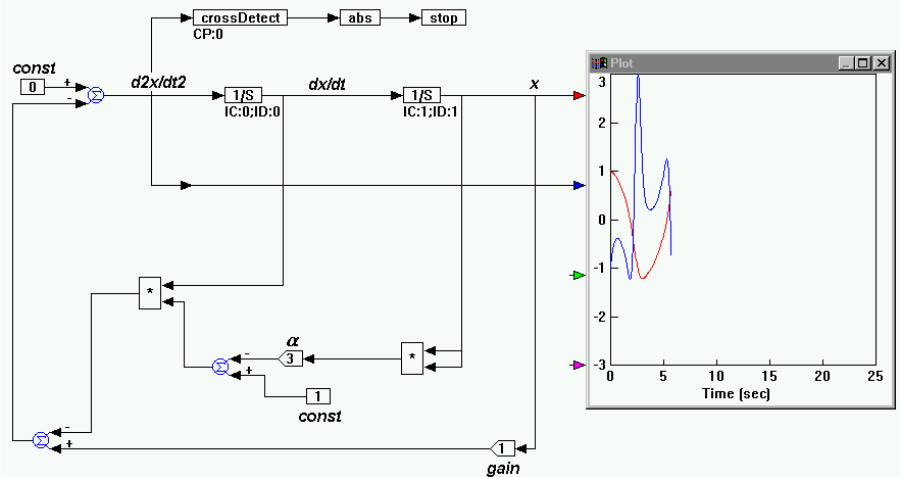 crossDetect
abs
stop
CP:0
const
0
+
-
Σ
d2x/dt2
1/S
IC:0;ID:0
dx/dt
1/S
IC:1;ID:1
x
Plot
3
2
1
0
-1
-2
-3
0 5 10 15 20 25
Time (sec)
*
*
α
3
-
+
Σ
1
const
-
+
Σ
1
gain